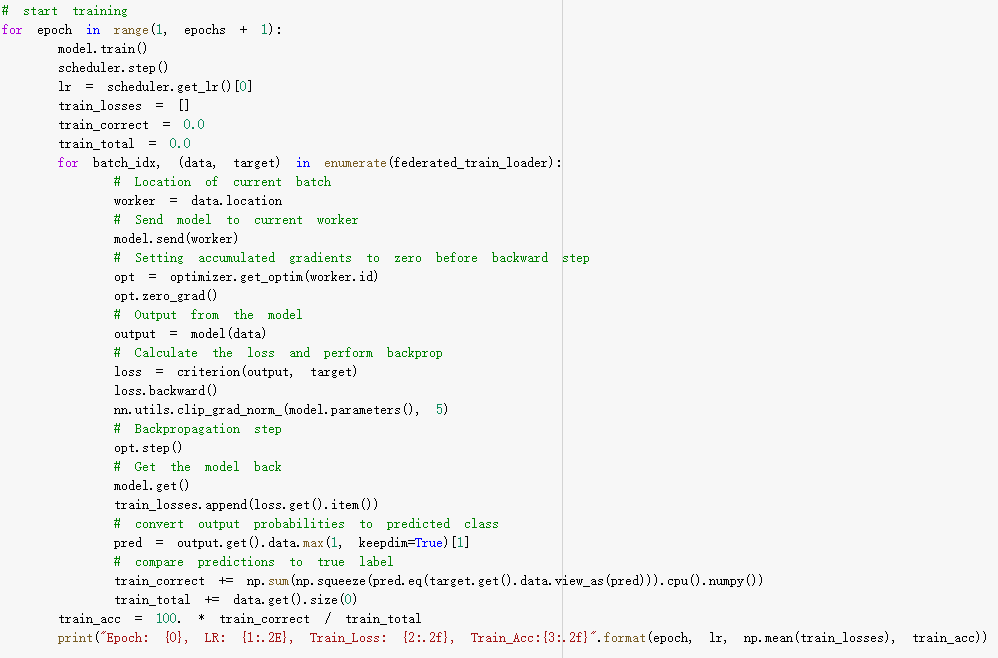 # start training
for epoch in range(1, epochs + 1):
        model.train()
        scheduler.step()
        lr = scheduler.get_lr()[0]
        train_losses = []
        train_correct = 0.0
        train_total = 0.0
        for batch_idx, (data, target) in enumerate(federated_train_loader):
                # Location of current batch
                worker = data.location
                # Send model to current worker
                model.send(worker)
                # Setting accumulated gradients to zero before backward step
                opt = optimizer.get_optim(worker.id)
                opt.zero_grad()
                # Output from the model
                output = model(data)
                # Calculate the loss and perform backprop
                loss = criterion(output, target)
                loss.backward()
                nn.utils.clip_grad_norm_(model.parameters(), 5)
                # Backpropagation step
                opt.step()
                # Get the model back
                model.get()
                train_losses.append(loss.get().item())
                # convert output probabilities to predicted class
                pred = output.get().data.max(1, keepdim=True)[1]
                # compare predictions to true label
                train_correct += np.sum(np.squeeze(pred.eq(target.get().data.view_as(pred))).cpu().numpy())
                train_total += data.get().size(0)
        train_acc = 100. * train_correct / train_total
        print("Epoch: {0}, LR: {1:.2E}, Train_Loss: {2:.2f}, Train_Acc:{3:.2f}".format(epoch, lr, np.mean(train_losses), train_acc))